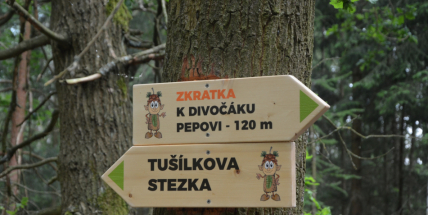 ZKRATKA
K DIVOČÁKU
PEPOVI - 120 m
TUŠÍLKOVA
STEZKA